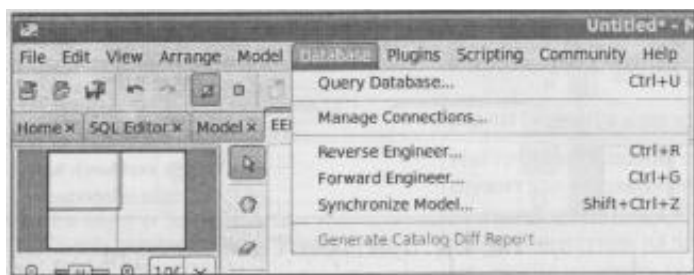 Untitled* -
File Edit View Arrange Model Database Plugins Scripting Community Help
Query Database... Ctrl+U
Home × SQL Editor × Model ×
Manage Connections...
Reverse Engineer... Ctrl+R
Forward Engineer... Ctrl+G
Synchronize Model... Shift+Ctrl+Z
Generate Catalog Diff Report